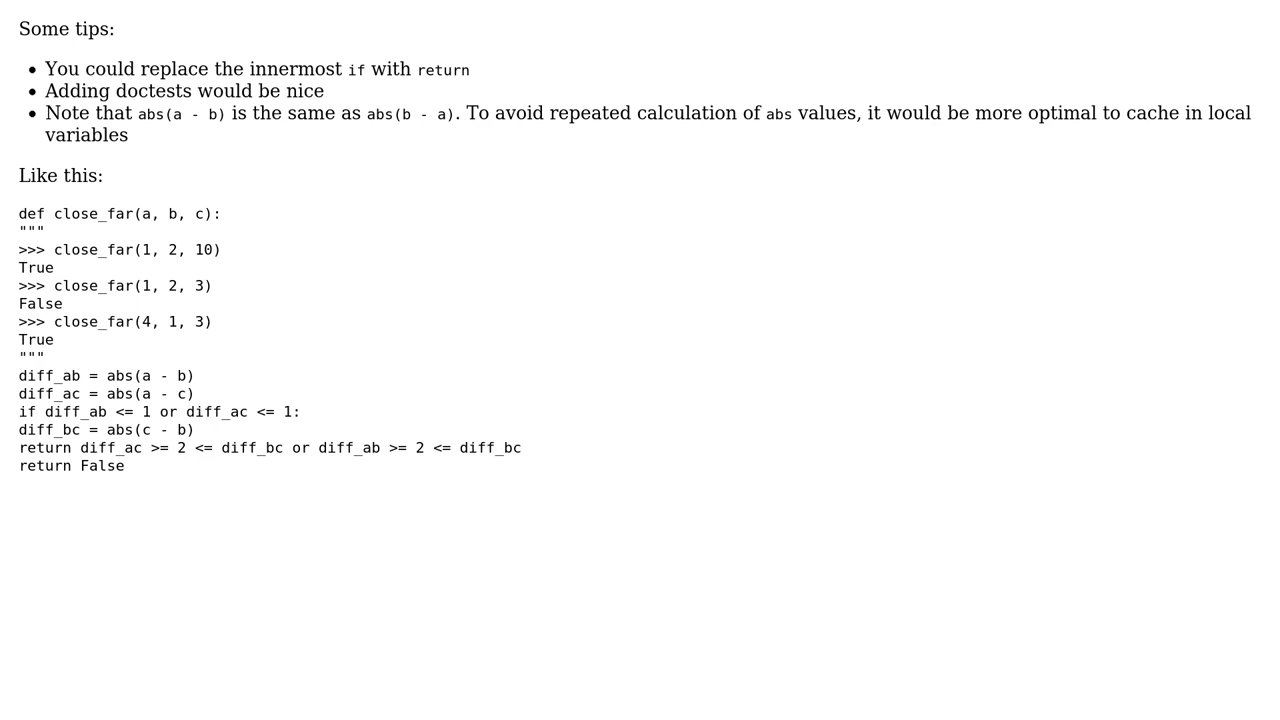 Some tips:
• You could replace the innermost if with return
• Adding doctests would be nice
• Note that abs(a - b) is the same as abs(b - a). To avoid repeated calculation of abs values, it would be more optimal to cache in local
variables
Like this:
def close_far(a, b, c):
"""
>>> close_far(1, 2, 10)
True
>>> close_far(1, 2, 3)
False
>>> close_far(4, 1, 3)
True
"""
diff_ab = abs(a - b)
diff_ac = abs(a - c)
if diff_ab <= 1 or diff_ac <= 1:
diff_bc = abs(c - b)
return diff_ac >= 2 <= diff_bc or diff_ab >= 2 <= diff_bc
return False